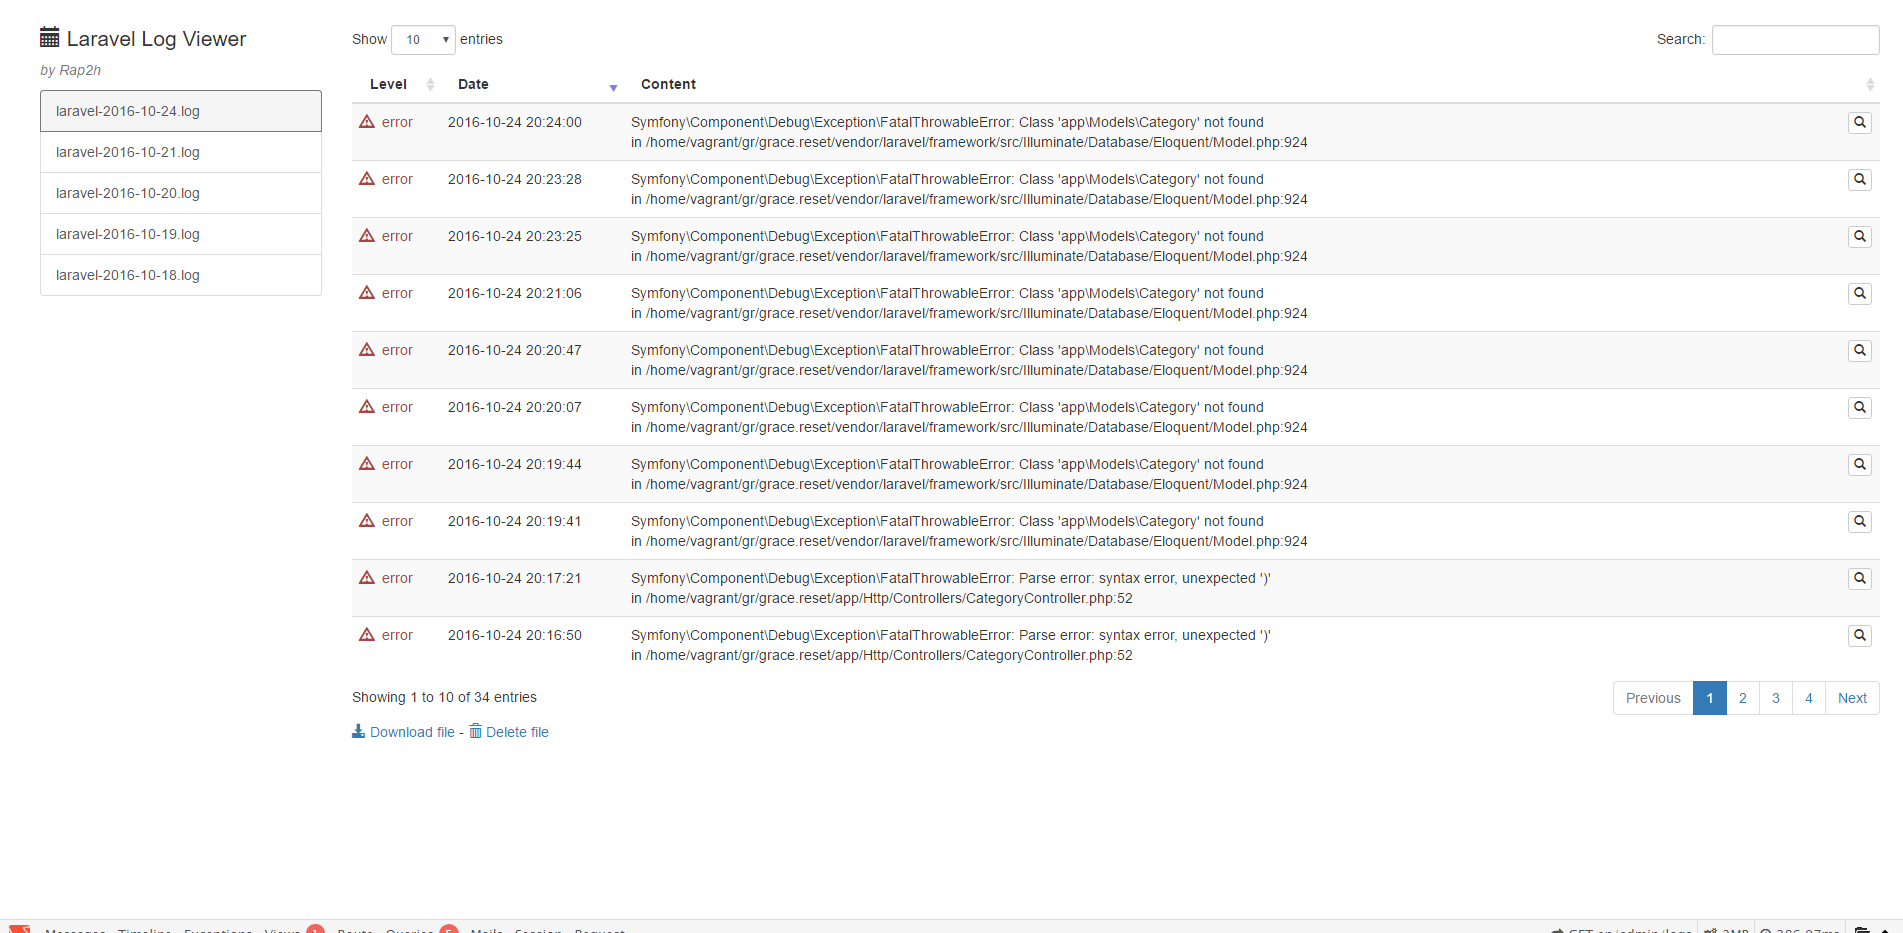 Laravel Log Viewer
by Rap2h
laravel-2016-10-24.log
laravel-2016-10-21.log
laravel-2016-10-20.log
laravel-2016-10-19.log
laravel-2016-10-18.log
Show 10 entries
Search:
Level Date Content
error 2016-10-24 20:24:00 Symfony\Component\Debug\Exception\FatalThrowableError: Class 'app\Models\Category' not found
in /home/vagrant/gr/grace.reset/vendor/laravel/framework/src/Illuminate/Database/Eloquent/Model.php:924
error 2016-10-24 20:23:28 Symfony\Component\Debug\Exception\FatalThrowableError: Class 'app\Models\Category' not found
in /home/vagrant/gr/grace.reset/vendor/laravel/framework/src/Illuminate/Database/Eloquent/Model.php:924
error 2016-10-24 20:23:25 Symfony\Component\Debug\Exception\FatalThrowableError: Class 'app\Models\Category' not found
in /home/vagrant/gr/grace.reset/vendor/laravel/framework/src/Illuminate/Database/Eloquent/Model.php:924
error 2016-10-24 20:21:06 Symfony\Component\Debug\Exception\FatalThrowableError: Class 'app\Models\Category' not found
in /home/vagrant/gr/grace.reset/vendor/laravel/framework/src/Illuminate/Database/Eloquent/Model.php:924
error 2016-10-24 20:20:47 Symfony\Component\Debug\Exception\FatalThrowableError: Class 'app\Models\Category' not found
in /home/vagrant/gr/grace.reset/vendor/laravel/framework/src/Illuminate/Database/Eloquent/Model.php:924
error 2016-10-24 20:20:07 Symfony\Component\Debug\Exception\FatalThrowableError: Class 'app\Models\Category' not found
in /home/vagrant/gr/grace.reset/vendor/laravel/framework/src/Illuminate/Database/Eloquent/Model.php:924
error 2016-10-24 20:19:44 Symfony\Component\Debug\Exception\FatalThrowableError: Class 'app\Models\Category' not found
in /home/vagrant/gr/grace.reset/vendor/laravel/framework/src/Illuminate/Database/Eloquent/Model.php:924
error 2016-10-24 20:19:41 Symfony\Component\Debug\Exception\FatalThrowableError: Class 'app\Models\Category' not found
in /home/vagrant/gr/grace.reset/vendor/laravel/framework/src/Illuminate/Database/Eloquent/Model.php:924
error 2016-10-24 20:17:21 Symfony\Component\Debug\Exception\FatalThrowableError: Parse error: syntax error, unexpected ')'
in /home/vagrant/gr/grace.reset/app/Http/Controllers/CategoryController.php:52
error 2016-10-24 20:16:50 Symfony\Component\Debug\Exception\FatalThrowableError: Parse error: syntax error, unexpected ')'
in /home/vagrant/gr/grace.reset/app/Http/Controllers/CategoryController.php:52
Showing 1 to 10 of 34 entries
Previous 1 2 3 4 Next
Download file - Delete file
Messages Timeline Exceptions Views 1 Route Queries 5 Mails Session Request